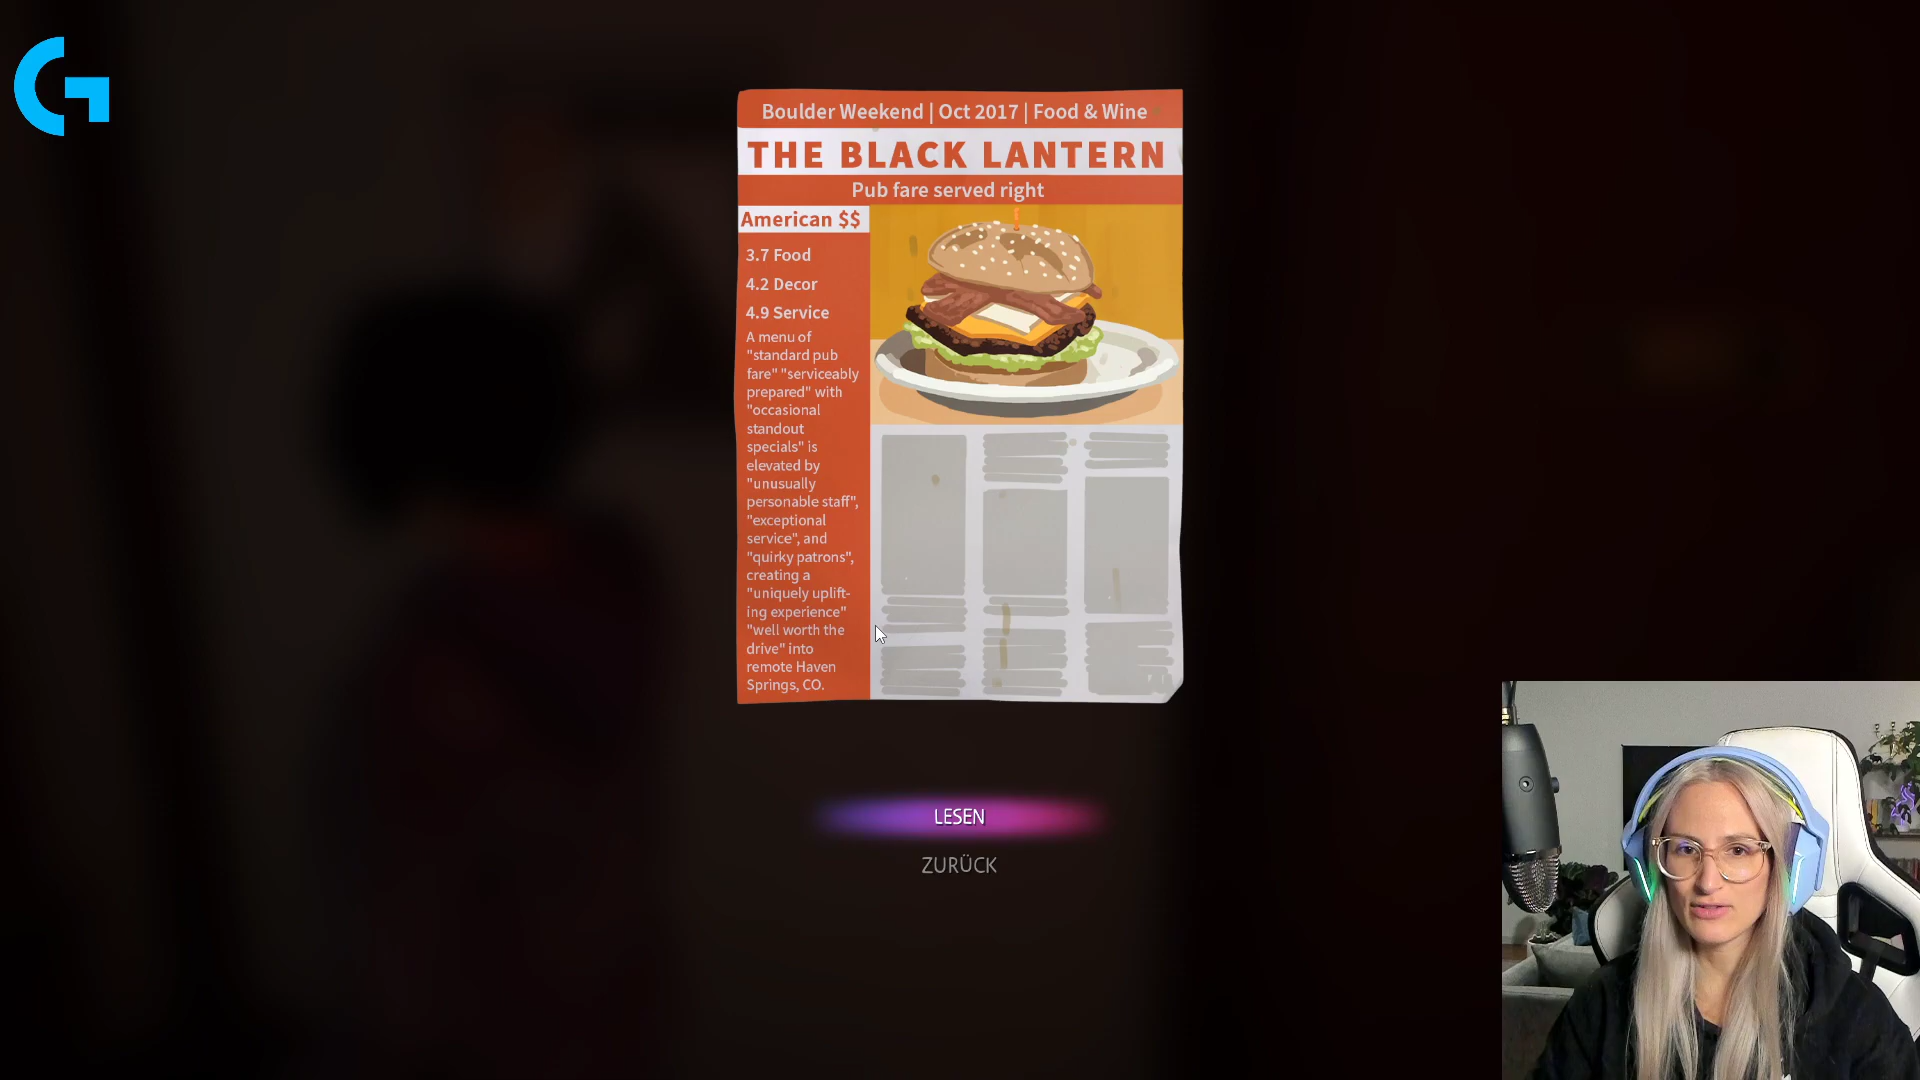 Boulder Weekend | Oct 2017 | Food & Wine
THE BLACK LANTERN
Pub fare served right
American $$
3.7 Food
4.2 Decor
4.9 Service
A menu of
"standard pub
fare" "serviceably
prepared" with
"occasional
standout
specials" is
elevated by
"unusually
personable staff",
"exceptional
service", and
"quirky patrons",
creating a
"uniquely uplift-
ing experience"
"well worth the
drive" into
remote Haven
Springs, CO.
LESEN
ZURÜCK